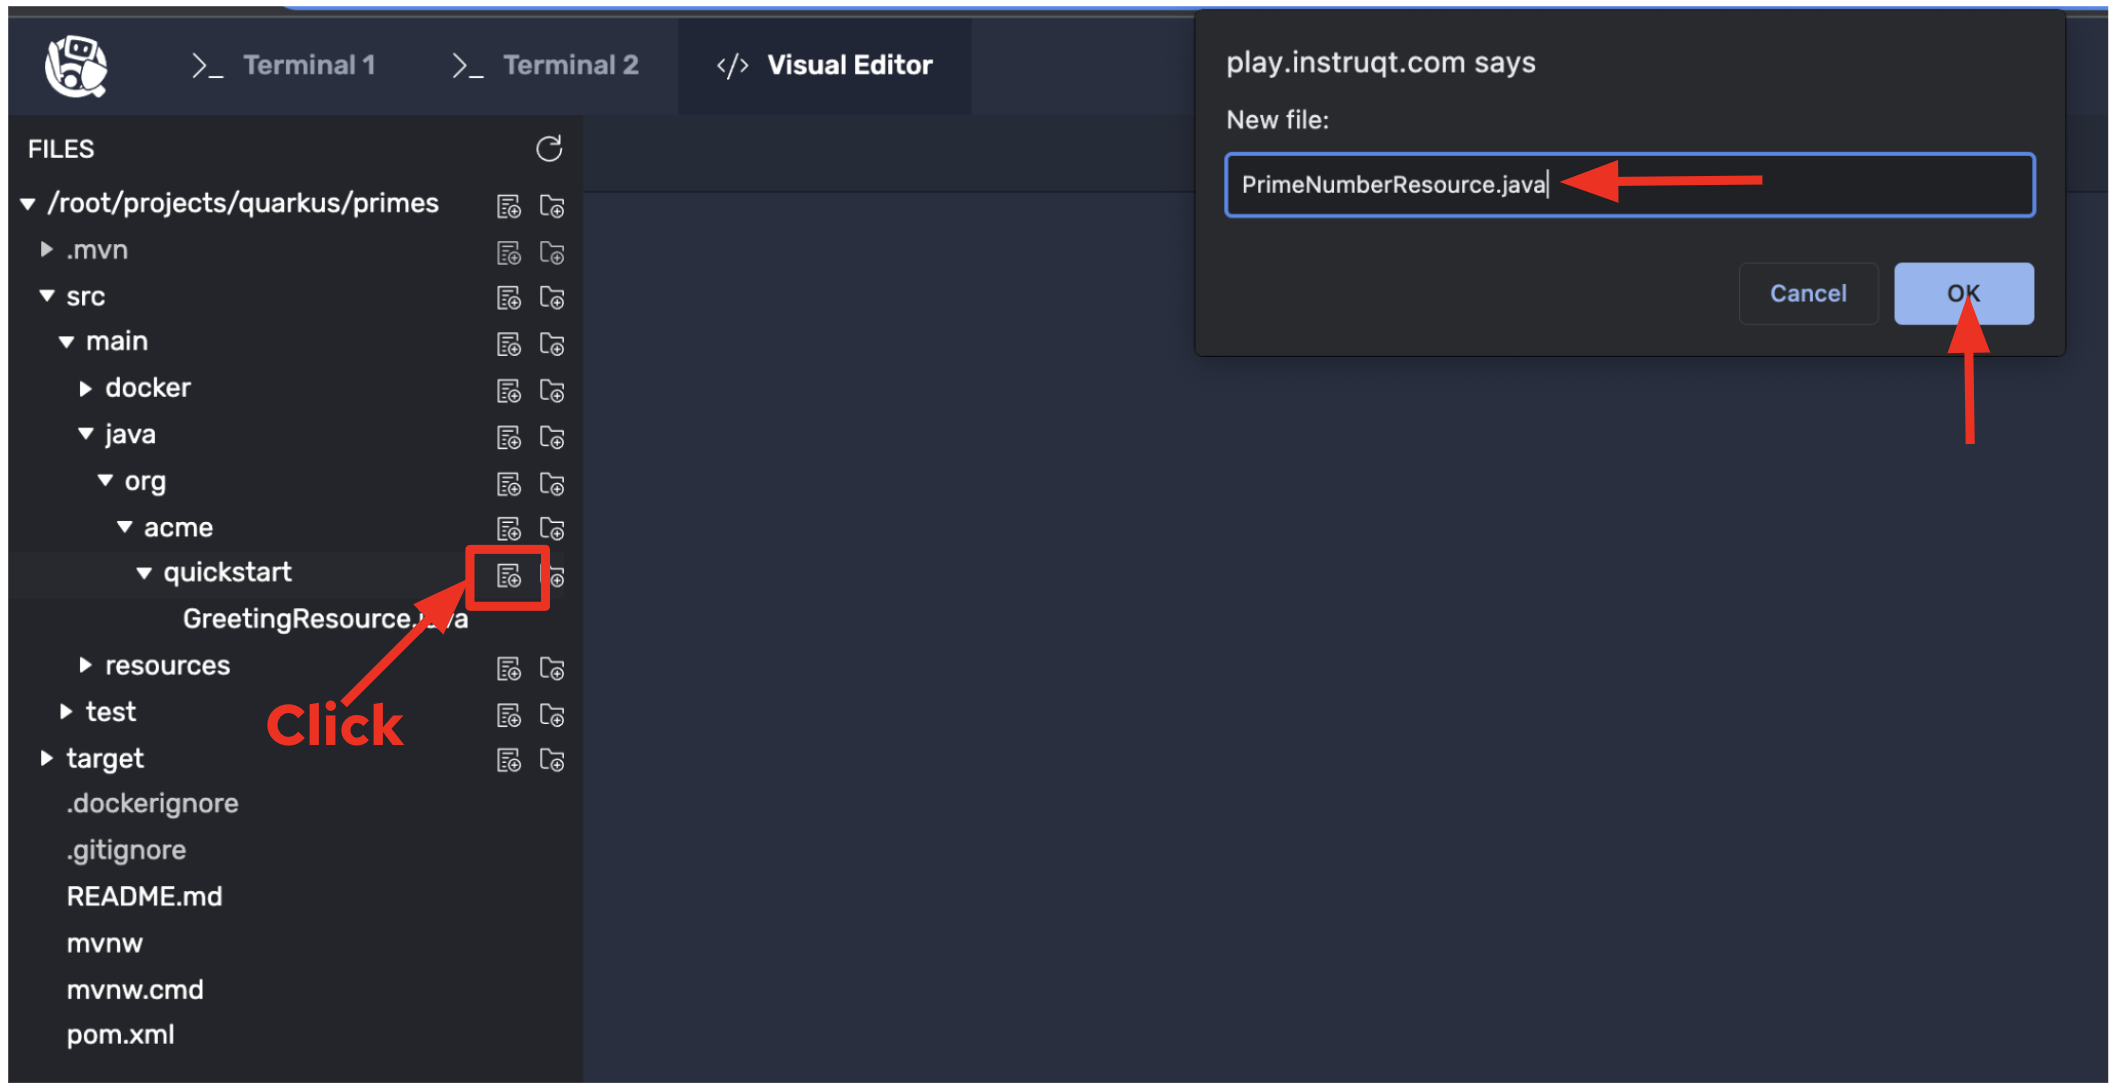 Terminal 1
Terminal 2
</> Visual Editor
play.instruqt.com says
New file:
PrimeNumberResource.java
Cancel
OK
FILES
/root/projects/quarkus/primes
.mvn
src
main
docker
java
org
acme
quickstart
GreetingResource.java
resources
test
Click
target
.dockerignore
.gitignore
README.md
mvnw
mvnw.cmd
pom.xml